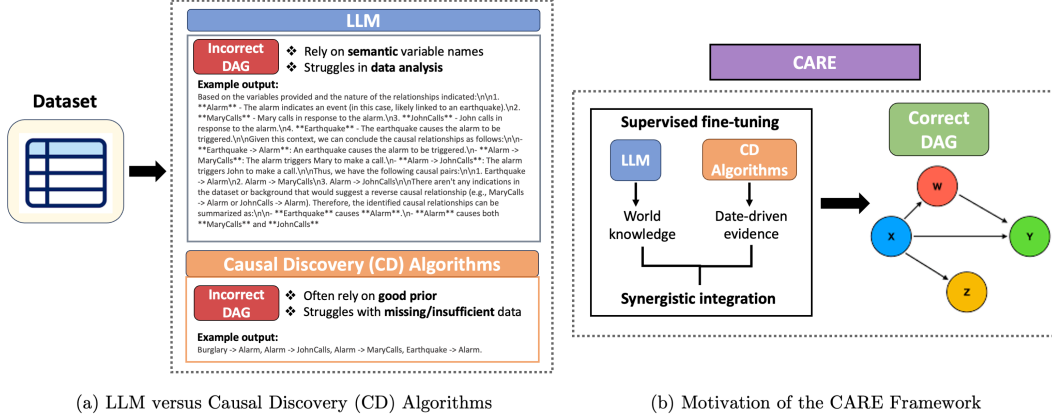 Dataset
LLM
Incorrect
DAG
❖ Rely on semantic variable names
❖ Struggles in data analysis
Example output:
Based on the variables provided and the nature of the relationships indicated:\n\n1.
**Alarm** - The alarm indicates an event (in this case, likely linked to an earthquake).\n2.
**MaryCalls** - Mary calls in response to the alarm.\n3. **JohnCalls** - John calls in
response to the alarm.\n4. **Earthquake** - The earthquake causes the alarm to be
triggered.\n\nGiven this context, we can conclude the causal relationships as follows:\n\n-
**Earthquake -> Alarm**: An earthquake causes the alarm to be triggered.\n- **Alarm ->
MaryCalls**: The alarm triggers Mary to make a call.\n- **Alarm -> JohnCalls**: The alarm
triggers John to make a call.\n\nThus, we have the following causal pairs:\n\n1. Earthquake
-> Alarm\n2. Alarm -> MaryCalls\n3. Alarm -> JohnCalls\n\nThere aren't any indications in
the dataset or background that would suggest a reverse causal relationship (e.g., MaryCalls
-> Alarm or JohnCalls -> Alarm). Therefore, the identified causal relationships can be
summarized as:\n\n- **Earthquake** causes **Alarm**.\n- **Alarm** causes both
**MaryCalls** and **JohnCalls**
Causal Discovery (CD) Algorithms
Incorrect
DAG
❖ Often rely on good prior
❖ Struggles with missing/insufficient data
Example output:
Burglary -> Alarm, Alarm -> JohnCalls, Alarm -> MaryCalls, Earthquake -> Alarm.
(a) LLM versus Causal Discovery (CD) Algorithms
CARE
Supervised fine-tuning
LLM
CD
Algorithms
World
knowledge
Date-driven
evidence
Synergistic integration
Correct
DAG
W
X
Y
Z
(b) Motivation of the CARE Framework